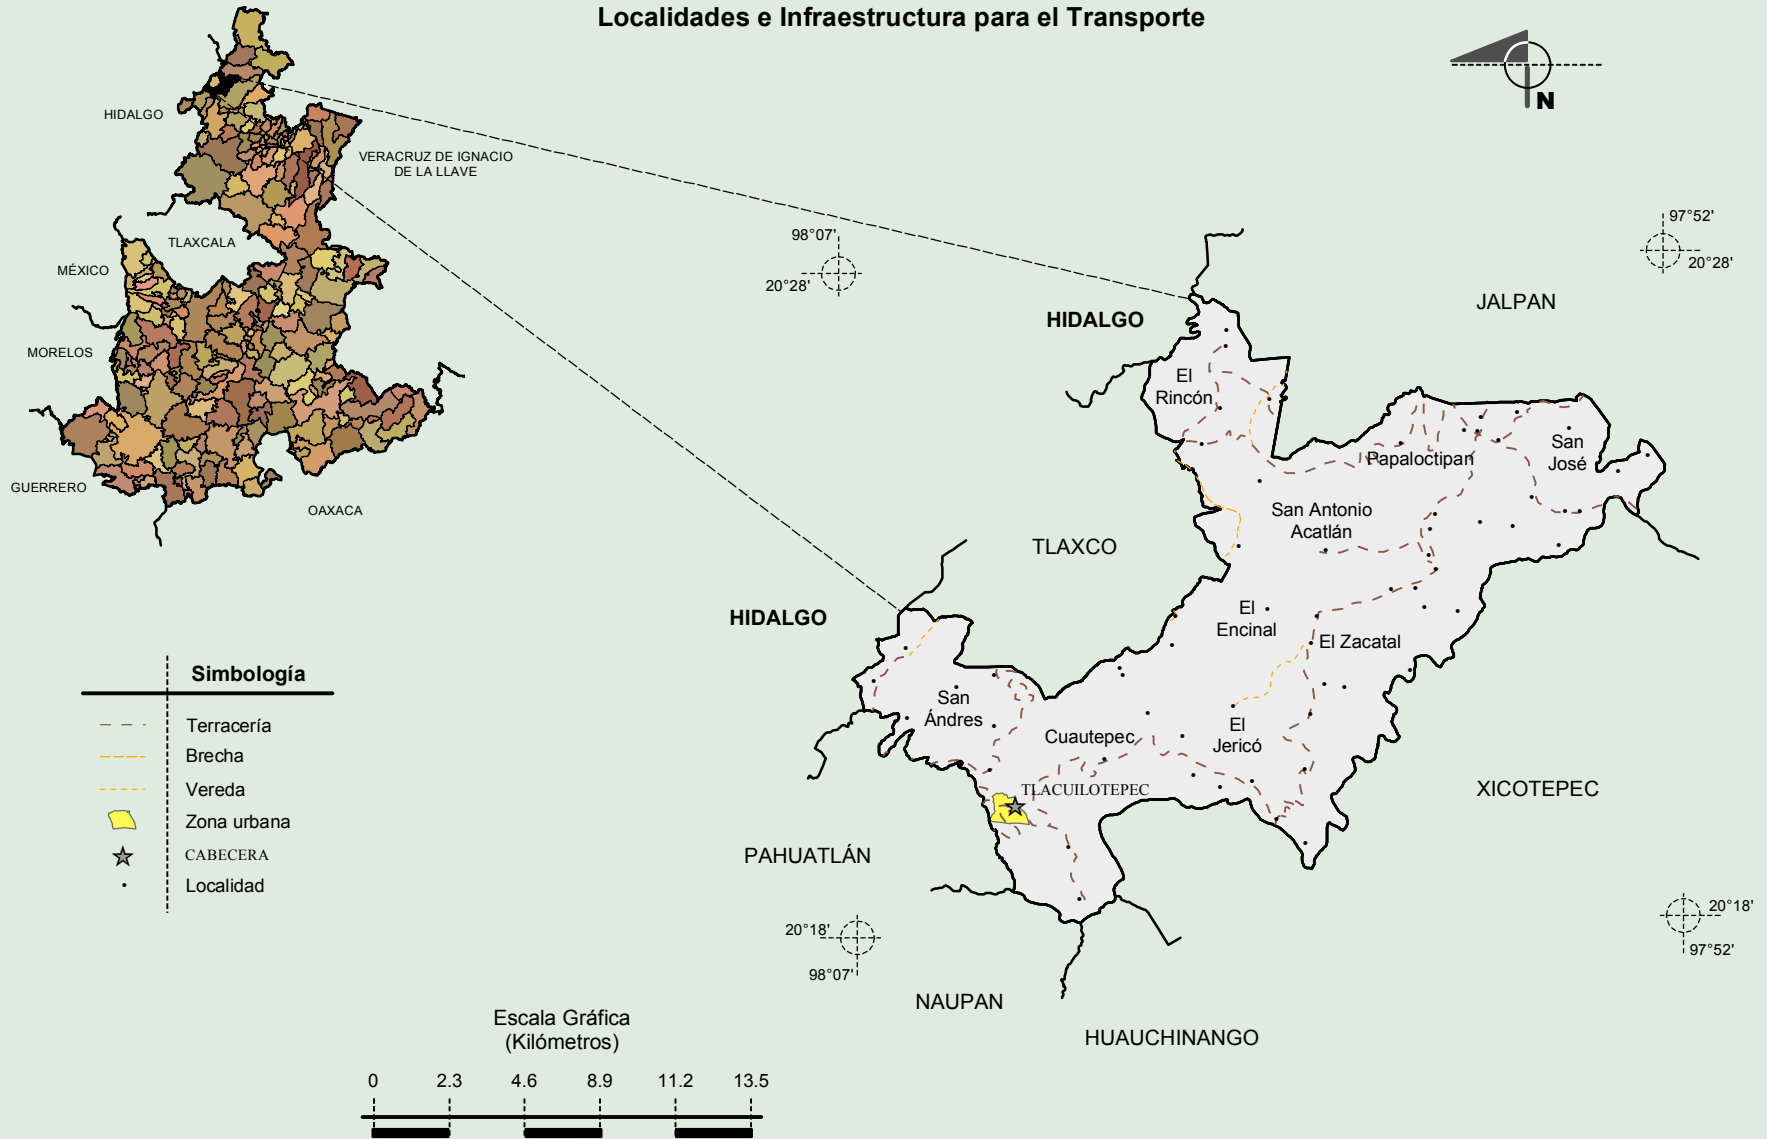 Localidades e Infraestructura para el Transporte
N
HIDALGO
VERACRUZ DE IGNACIO
DE LA LLAVE
TLAXCALA
MÉXICO
MORELOS
GUERRERO
OAXACA
98°07'
20°28'
97°52'
20°28'
JALPAN
HIDALGO
El
Rincón
Papaloctipan
San
José
San Antonio
Acatlán
TLAXCO
El
Encinal
El Zacatal
HIDALGO
San
Ándres
Cuautepec
El
Jericó
TLACUILOTEPEC
XICOTEPEC
PAHUATLÁN
Simbología
Terracería
Brecha
Vereda
Zona urbana
CABECERA
Localidad
20°18'
98°07'
20°18'
97°52'
NAUPAN
HUAUCHINANGO
Escala Gráfica
(Kilómetros)
0 2.3 4.6 8.9 11.2 13.5